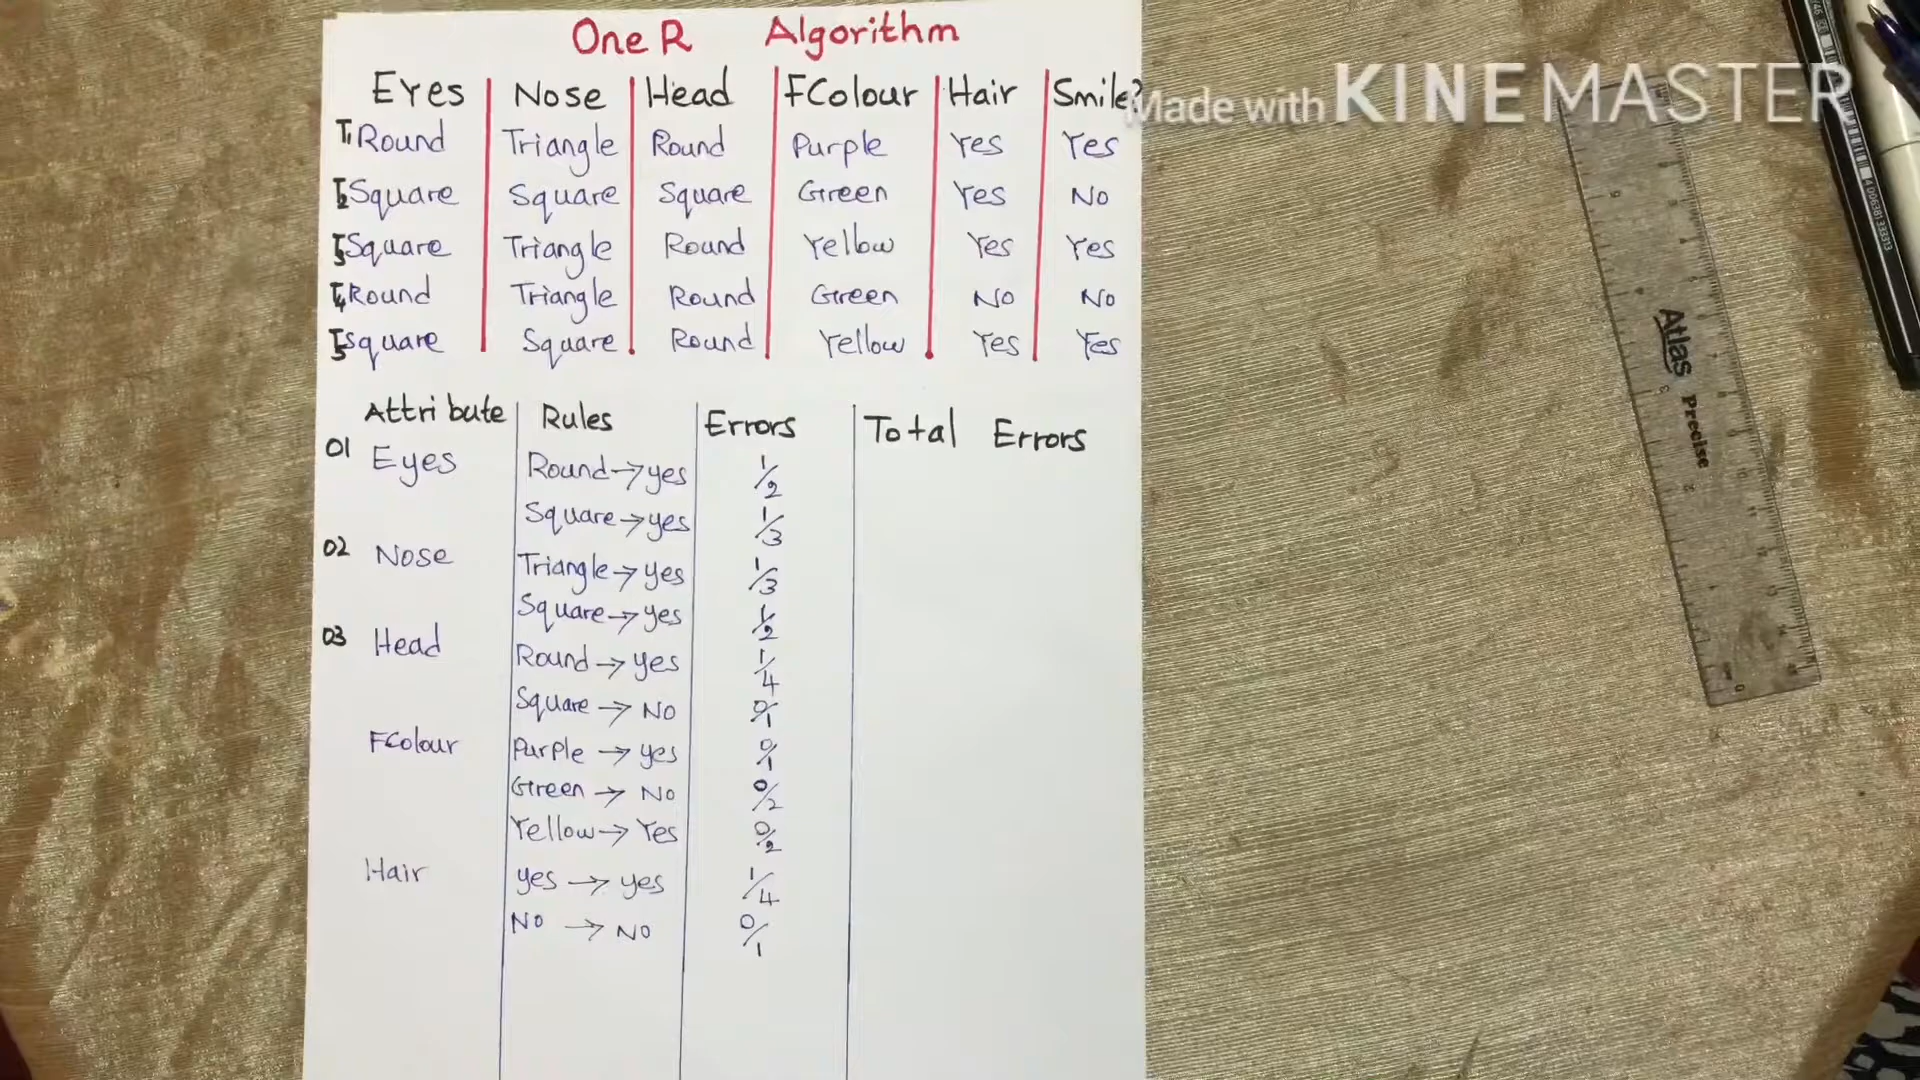 One R Algorithm
Eyes Nose Head FColour Hair Smile?
T1 Round Triangle Round Purple Yes Yes
T2 Square Square Square Green Yes No
T3 Square Triangle Round Yellow Yes Yes
T4 Round Triangle Round Green No No
T5 Square Square Round Yellow Yes Yes
Attribute Rules Errors Total Errors
01 Eyes Round → yes 1/2
Square → yes 1/3
02 Nose Triangle → yes 1/3
Square → yes 1/2
03 Head Round → yes 1/4
Square → No 0/1
FColour Purple → yes 0/1
Green → No 0/2
Yellow → Yes 0/2
Hair yes → yes 1/4
No → No 0/1
Made with KINEMASTER
Atlas Precise